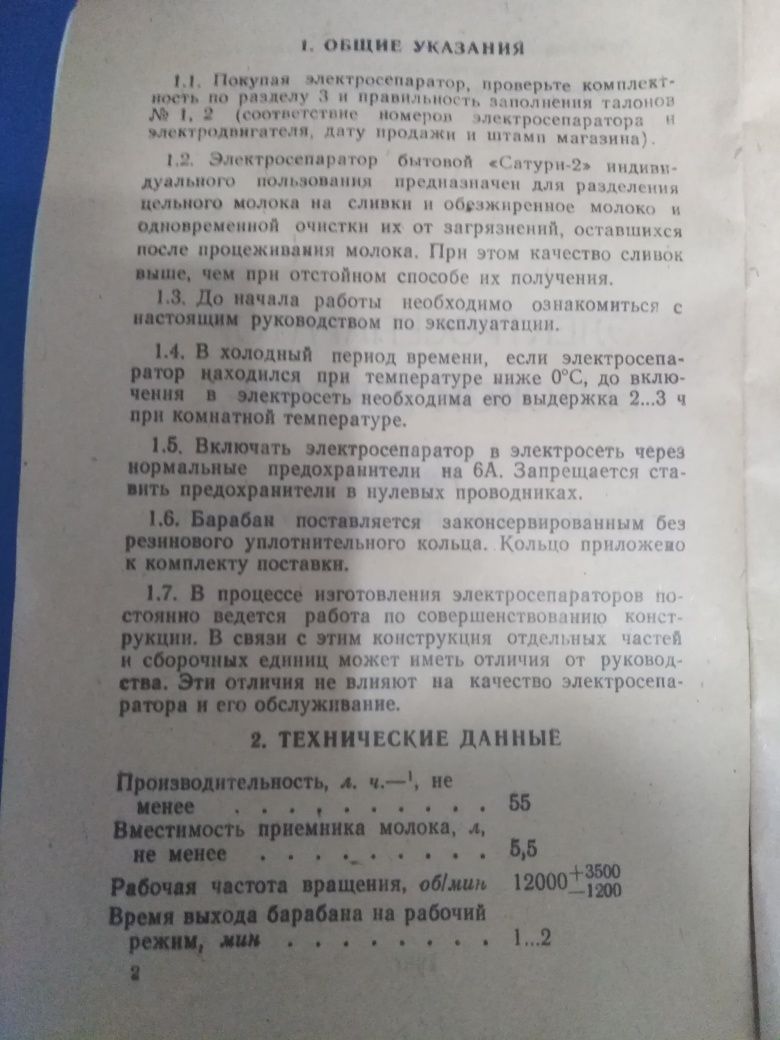 1. ОБЩИЕ УКАЗАНИЯ
1.1. Покупая электросепаратор, проверьте комплект-
ность по разделу 3 и правильность заполнения талонов
№ 1, 2 (соответствие номеров электросепаратора и
электродвигателя, дату продажи и штамп магазина).
1.2. Электросепаратор бытовой «Сатурн-2» индиви-
дуального пользования предназначен для разделения
цельного молока на сливки и обезжиренное молоко и
одновременной очистки их от загрязнений, оставшихся
после процеживания молока. При этом качество сливок
выше, чем при отстойном способе их получения.
1.3. До начала работы необходимо ознакомиться с
настоящим руководством по эксплуатации.
1.4. В холодный период времени, если электросепа-
ратор находился при температуре ниже 0°С, до вклю-
чения в электросеть необходима его выдержка 2...3 ч
при комнатной температуре.
1.5. Включать электросепаратор в электросеть через
нормальные предохранители на 6А. Запрещается ста-
вить предохранители в нулевых проводниках.
1.6. Барабан поставляется законсервированным без
резинового уплотнительного кольца. Кольцо приложено
к комплекту поставки.
1.7. В процессе изготовления электросепараторов по-
стоянно ведется работа по совершенствованию конст-
рукции. В связи с этим конструкция отдельных частей
и сборочных единиц может иметь отличия от руковод-
ства. Эти отличия не влияют на качество электросепа-
ратора и его обслуживание.
2. ТЕХНИЧЕСКИЕ ДАННЫЕ
Производительность, л. ч.—¹, не
менее . . . . . . . . . . 55
Вместимость приемника молока, л,
не менее . . . . . . . . . 5,5
Рабочая частота вращения, об/мин 12000+3500 —1200
Время выхода барабана на рабочий
режим, мин . . . . . . . . 1...2
2